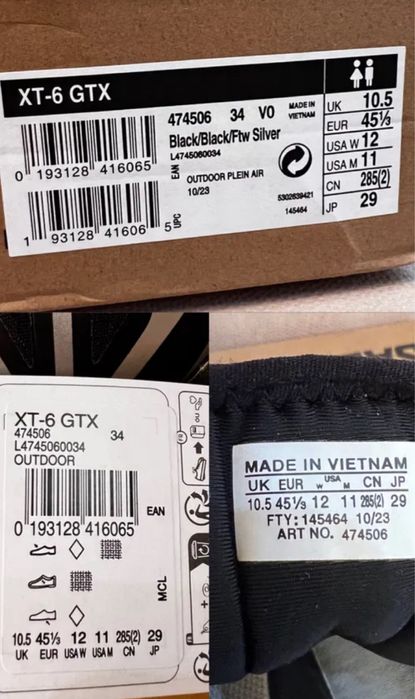 XT-6 GTX
474506 34 VO MADE IN VIETNAM
Black/Black/Ftw Silver
L4745060034
OUTDOOR PLEIN AIR
10/23
0 193128 416065 EAN
1 93128 41606 5 UPC
5302639421
145464
UK 10.5
EUR 45⅓
USA W 12
USA M 11
CN 285(2)
JP 29
XT-6 GTX
474506 34
L4745060034
OUTDOOR
0 193128 416065 EAN
MCL
10.5 45⅓ 12 11 285(2) 29
UK EUR USA W USA M CN JP
FR
MADE IN VIETNAM
UK EUR W USA M CN JP
10.5 45⅓ 12 11 285(2) 29
FTY: 145464 10/23
ART NO. 474506